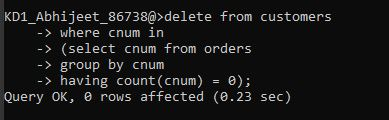 KD1_Abhijeet_86738@>delete from customers
-> where cnum in
-> (select cnum from orders
-> group by cnum
-> having count(cnum) = 0);
Query OK, 0 rows affected (0.23 sec)